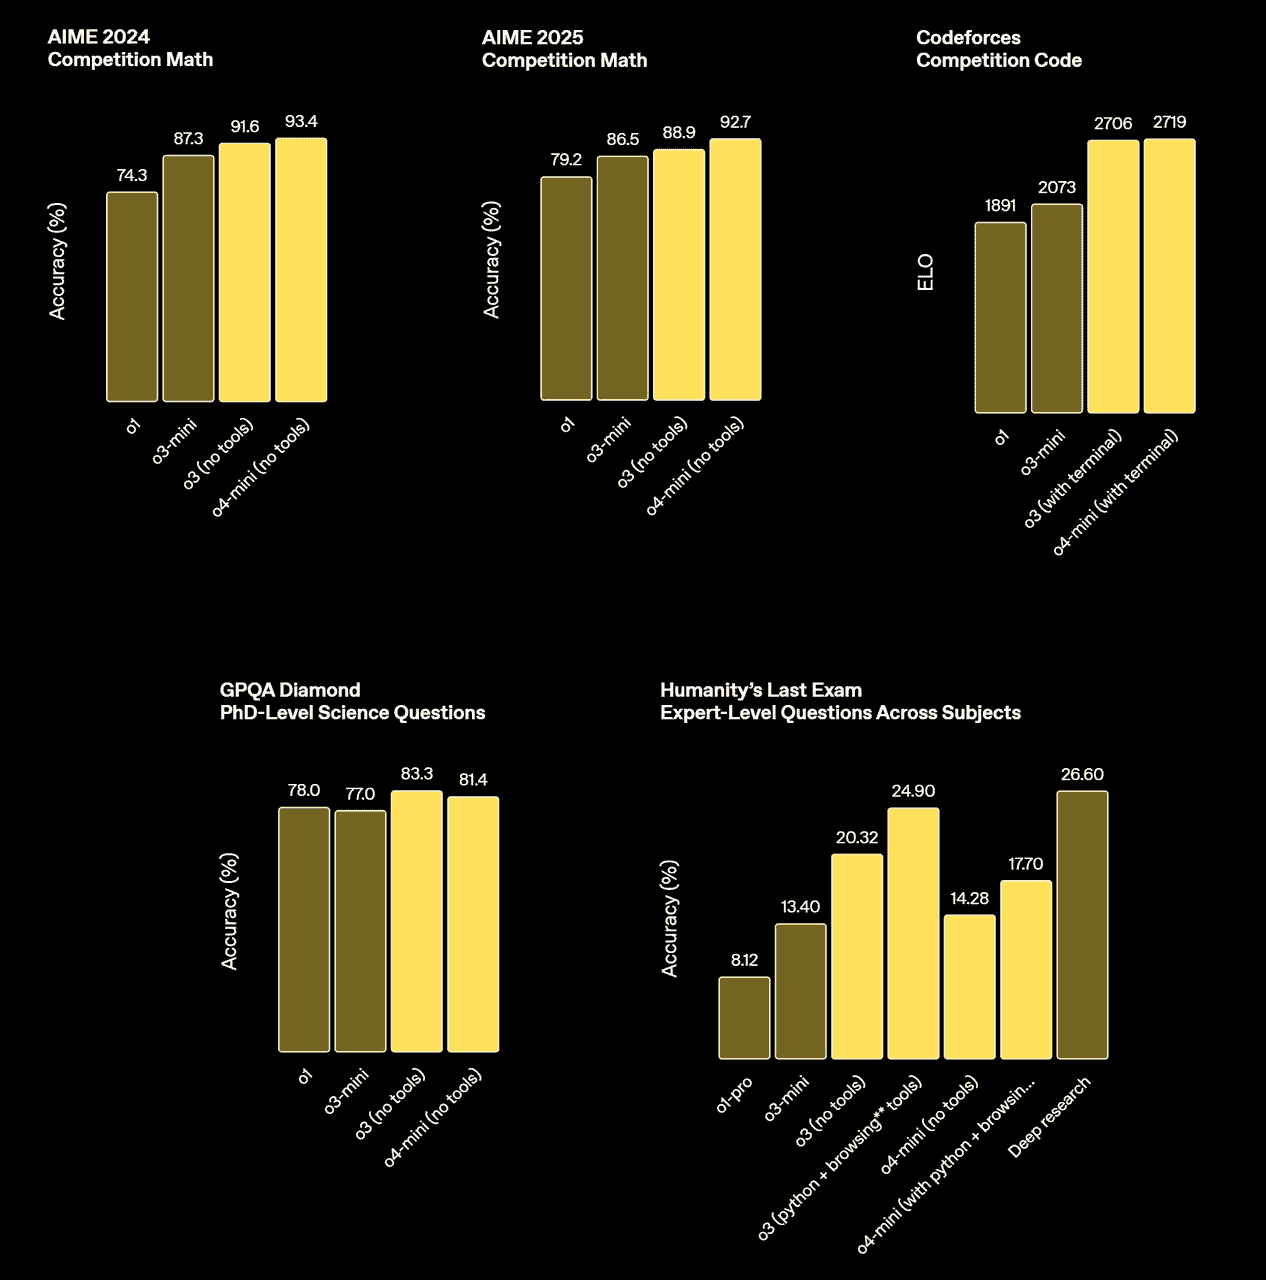 AIME 2024
Competition Math
Accuracy (%)
74.3
87.3
91.6
93.4
o1
o3-mini
o3 (no tools)
o4-mini (no tools)
AIME 2025
Competition Math
Accuracy (%)
79.2
86.5
88.9
92.7
o1
o3-mini
o3 (no tools)
o4-mini (no tools)
Codeforces
Competition Code
ELO
1891
2073
2706
2719
o1
o3-mini
o3 (with terminal)
o4-mini (with terminal)
GPQA Diamond
PhD-Level Science Questions
Accuracy (%)
78.0
77.0
83.3
81.4
o1
o3-mini
o3 (no tools)
o4-mini (no tools)
Humanity’s Last Exam
Expert-Level Questions Across Subjects
Accuracy (%)
8.12
13.40
20.32
24.90
14.28
17.70
26.60
o1-pro
o3-mini
o3 (no tools)
o3 (python + browsing** tools)
o4-mini (no tools)
o4-mini (with python + browsin...
Deep research